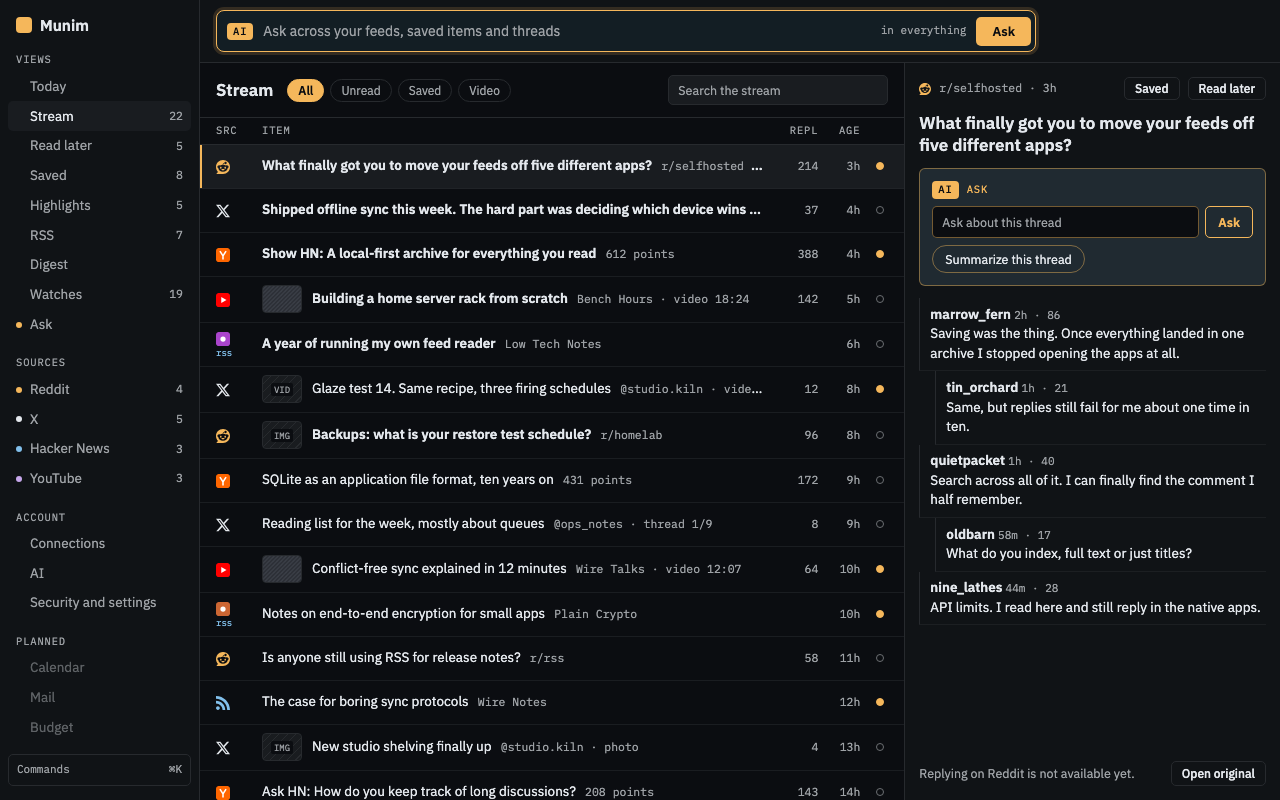 Munim
VIEWS
Today
Stream 22
Read later 5
Saved 8
Highlights 5
RSS 7
Digest
Watches 19
Ask
SOURCES
Reddit 4
X 5
Hacker News 3
YouTube 3
ACCOUNT
Connections
AI
Security and settings
PLANNED
Calendar
Mail
Budget
Commands ⌘K
AI Ask across your feeds, saved items and threads in everything Ask
Stream All Unread Saved Video Search the stream
SRC ITEM REPL AGE
What finally got you to move your feeds off five different apps? r/selfhosted ... 214 3h
Shipped offline sync this week. The hard part was deciding which device wins ... 37 4h
Show HN: A local-first archive for everything you read 612 points 388 4h
Building a home server rack from scratch Bench Hours · video 18:24 142 5h
rss A year of running my own feed reader Low Tech Notes 6h
VID Glaze test 14. Same recipe, three firing schedules @studio.kiln · vide... 12 8h
IMG Backups: what is your restore test schedule? r/homelab 96 8h
SQLite as an application file format, ten years on 431 points 172 9h
Reading list for the week, mostly about queues @ops_notes · thread 1/9 8 9h
Conflict-free sync explained in 12 minutes Wire Talks · video 12:07 64 10h
rss Notes on end-to-end encryption for small apps Plain Crypto 10h
Is anyone still using RSS for release notes? r/rss 58 11h
The case for boring sync protocols Wire Notes 12h
IMG New studio shelving finally up @studio.kiln · photo 4 13h
Ask HN: How do you keep track of long discussions? 208 points 143 14h
r/selfhosted · 3h Saved Read later
What finally got you to move your feeds off
five different apps?
AI ASK
Ask about this thread Ask
Summarize this thread
marrow_fern 2h · 86
Saving was the thing. Once everything landed in one
archive I stopped opening the apps at all.
tin_orchard 1h · 21
Same, but replies still fail for me about one time in
ten.
quietpacket 1h · 40
Search across all of it. I can finally find the comment I
half remember.
oldbarn 58m · 17
What do you index, full text or just titles?
nine_lathes 44m · 28
API limits. I read here and still reply in the native apps.
Replying on Reddit is not available yet. Open original